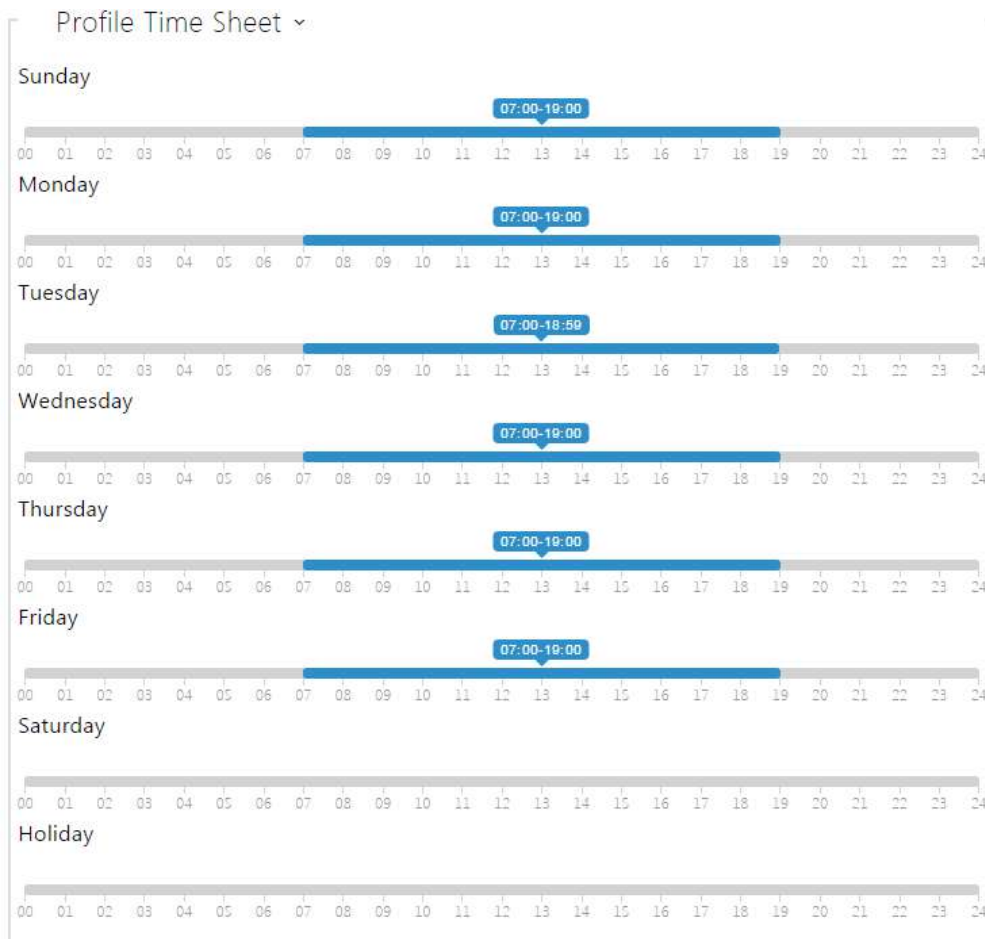 Profile Time Sheet
Sunday
07:00-19:00
00 01 02 03 04 05 06 07 08 09 10 11 12 13 14 15 16 17 18 19 20 21 22 23 24
Monday
07:00-19:00
00 01 02 03 04 05 06 07 08 09 10 11 12 13 14 15 16 17 18 19 20 21 22 23 24
Tuesday
07:00-18:59
00 01 02 03 04 05 06 07 08 09 10 11 12 13 14 15 16 17 18 19 20 21 22 23 24
Wednesday
07:00-19:00
00 01 02 03 04 05 06 07 08 09 10 11 12 13 14 15 16 17 18 19 20 21 22 23 24
Thursday
07:00-19:00
00 01 02 03 04 05 06 07 08 09 10 11 12 13 14 15 16 17 18 19 20 21 22 23 24
Friday
07:00-19:00
00 01 02 03 04 05 06 07 08 09 10 11 12 13 14 15 16 17 18 19 20 21 22 23 24
Saturday
00 01 02 03 04 05 06 07 08 09 10 11 12 13 14 15 16 17 18 19 20 21 22 23 24
Holiday
00 01 02 03 04 05 06 07 08 09 10 11 12 13 14 15 16 17 18 19 20 21 22 23 24